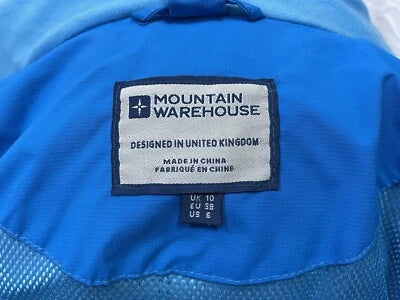 MOUNTAIN
WAREHOUSE
DESIGNED IN UNITED KINGDOM
MADE IN CHINA
FABRIQUÉ EN CHINE
UK 10
EU 38
US 6